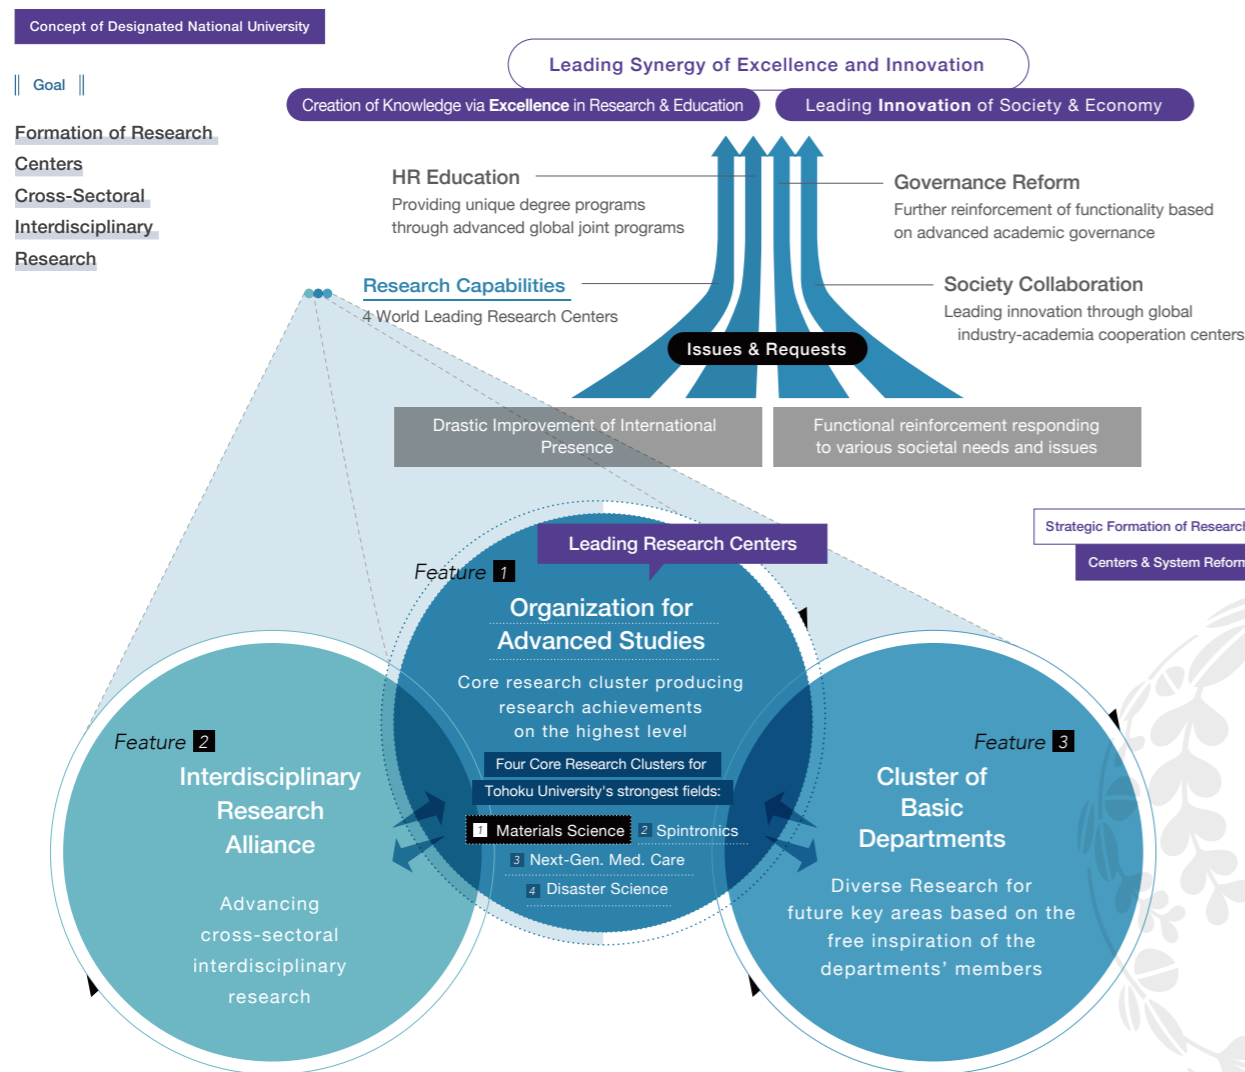 Concept of Designated National University
Goal
Formation of Research
Centers
Cross-Sectoral
Interdisciplinary
Research
Leading Synergy of Excellence and Innovation
Creation of Knowledge via Excellence in Research & Education
Leading Innovation of Society & Economy
HR Education
Providing unique degree programs
through advanced global joint programs
Governance Reform
Further reinforcement of functionality based
on advanced academic governance
Research Capabilities
4 World Leading Research Centers
Society Collaboration
Leading innovation through global
industry-academia cooperation centers
Issues & Requests
Drastic Improvement of International
Presence
Functional reinforcement responding
to various societal needs and issues
Strategic Formation of Research
Centers & System Reform
Leading Research Centers
Feature 1
Organization for
Advanced Studies
Core research cluster producing
research achievements
on the highest level
Four Core Research Clusters for
Tohoku University's strongest fields:
1 Materials Science
2 Spintronics
3 Next-Gen. Med. Care
4 Disaster Science
Feature 2
Interdisciplinary
Research
Alliance
Advancing
cross-sectoral
interdisciplinary
research
Feature 3
Cluster of
Basic
Departments
Diverse Research for
future key areas based on the
free inspiration of the
departments’ members